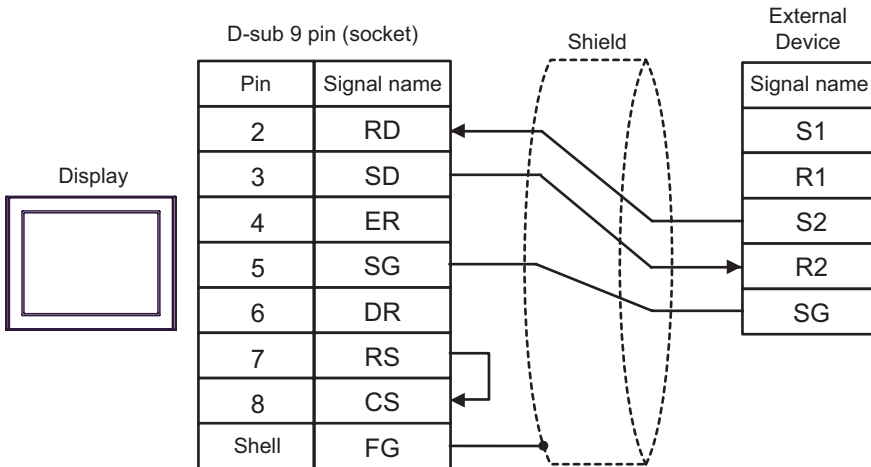 D-sub 9 pin (socket)
Shield
External
Device
Pin Signal name
Signal name
2 RD
S1
3 SD
R1
Display
4 ER
S2
5 SG
R2
6 DR
SG
7 RS
8 CS
Shell FG